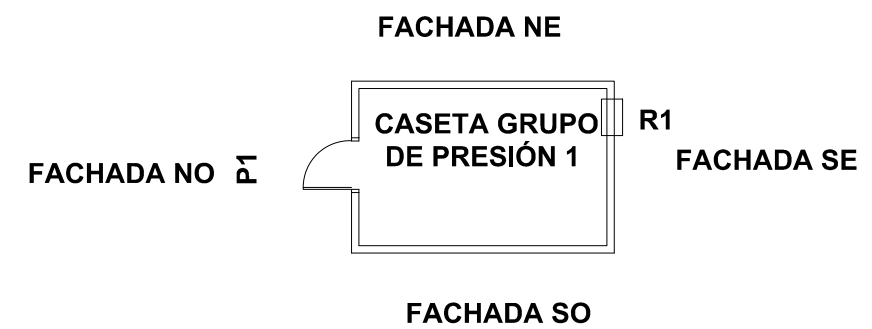 FACHADA NE
CASETA GRUPO
DE PRESIÓN 1
R1
FACHADA NO
P1
FACHADA SE
FACHADA SO